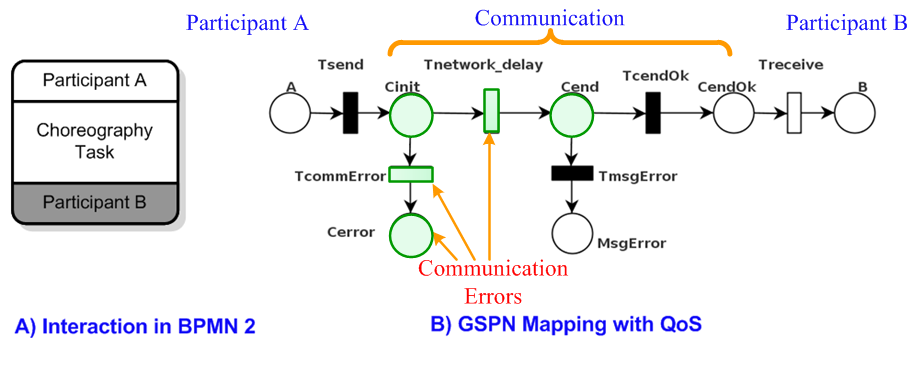 Participant A
Communication
Participant B
Participant A
Choreography
Task
Participant B
Tsend
Tnetwork_delay
TcendOk
Treceive
A
Cinit
Cend
CendOk
B
TcommError
TmsgError
Cerror
MsgError
Communication
Errors
A) Interaction in BPMN 2
B) GSPN Mapping with QoS